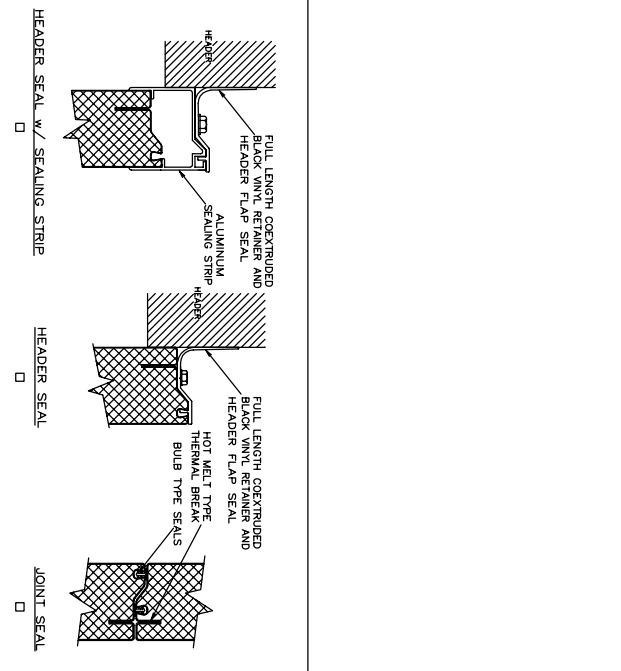 HEADER
FULL LENGTH COEXTRUDED
BLACK VINYL RETAINER AND
HEADER FLAP SEAL
ALUMINUM
SEALING STRIP
HEADER SEAL w/ SEALING STRIP
HEADER
FULL LENGTH COEXTRUDED
BLACK VINYL RETAINER AND
HEADER FLAP SEAL
HEADER SEAL
HOT MELT TYPE
THERMAL BREAK
BULB TYPE SEALS
JOINT SEAL